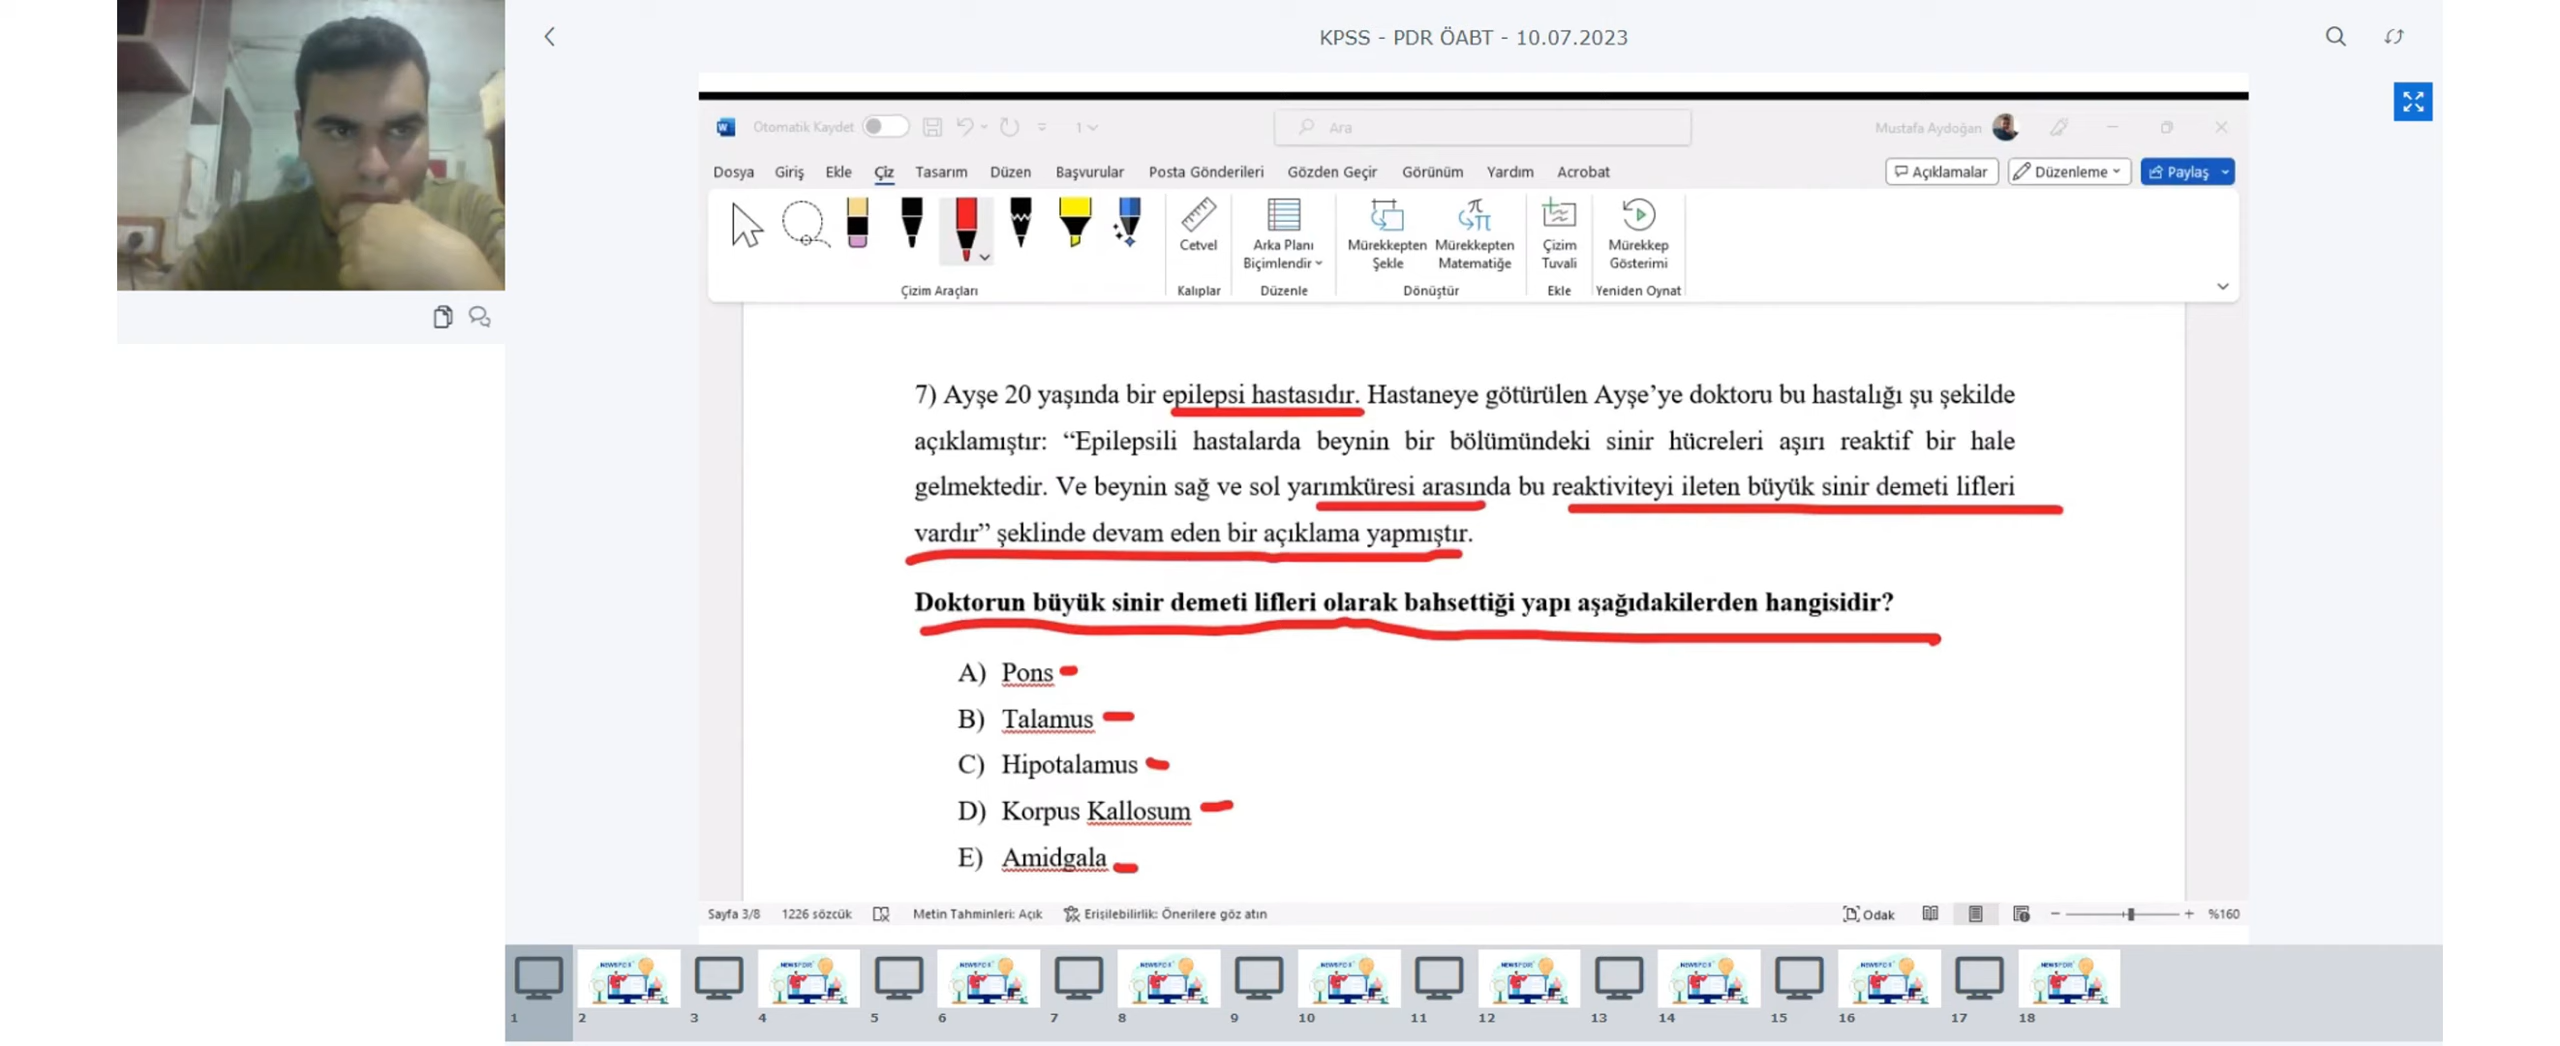 KPSS - PDR ÖABT - 10.07.2023
Otomatik Kaydet
1
Ara
Mustafa Aydoğan
Dosya Giriş Ekle Çiz Tasarım Düzen Başvurular Posta Gönderileri Gözden Geçir Görünüm Yardım Acrobat
Açıklamalar Düzenleme Paylaş
Cetvel Arka Planı Mürekkepten Mürekkepten Çizim Mürekkep
Biçimlendir Şekle Matematiğe Tuvali Gösterimi
Çizim Araçları Kalıplar Düzenle Dönüştür Ekle Yeniden Oynat
7) Ayşe 20 yaşında bir epilepsi hastasıdır. Hastaneye götürülen Ayşe’ye doktoru bu hastalığı şu şekilde
açıklamıştır: “Epilepsili hastalarda beynin bir bölümündeki sinir hücreleri aşırı reaktif bir hale
gelmektedir. Ve beynin sağ ve sol yarımküresi arasında bu reaktiviteyi ileten büyük sinir demeti lifleri
vardır” şeklinde devam eden bir açıklama yapmıştır.
Doktorun büyük sinir demeti lifleri olarak bahsettiği yapı aşağıdakilerden hangisidir?
A) Pons
B) Talamus
C) Hipotalamus
D) Korpus Kallosum
E) Amidgala
Sayfa 3/8 1226 sözcük Metin Tahminleri: Açık Erişilebilirlik: Önerilere göz atın Odak %160
1 2 3 4 5 6 7 8 9 10 11 12 13 14 15 16 17 18